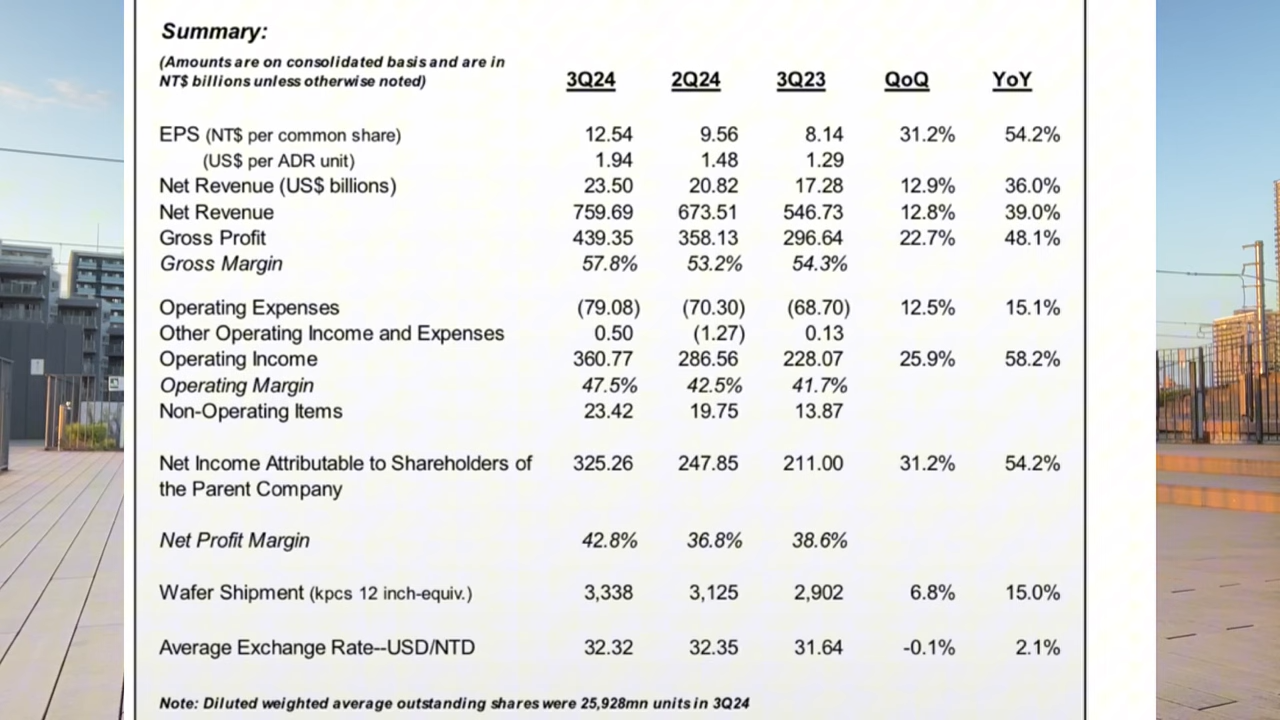 Summary:
(Amounts are on consolidated basis and are in
NT$ billions unless otherwise noted) 3Q24 2Q24 3Q23 QoQ YoY
EPS (NT$ per common share) 12.54 9.56 8.14 31.2% 54.2%
(US$ per ADR unit) 1.94 1.48 1.29
Net Revenue (US$ billions) 23.50 20.82 17.28 12.9% 36.0%
Net Revenue 759.69 673.51 546.73 12.8% 39.0%
Gross Profit 439.35 358.13 296.64 22.7% 48.1%
Gross Margin 57.8% 53.2% 54.3%
Operating Expenses (79.08) (70.30) (68.70) 12.5% 15.1%
Other Operating Income and Expenses 0.50 (1.27) 0.13
Operating Income 360.77 286.56 228.07 25.9% 58.2%
Operating Margin 47.5% 42.5% 41.7%
Non-Operating Items 23.42 19.75 13.87
Net Income Attributable to Shareholders of 325.26 247.85 211.00 31.2% 54.2%
the Parent Company
Net Profit Margin 42.8% 36.8% 38.6%
Wafer Shipment (kpcs 12 inch-equiv.) 3,338 3,125 2,902 6.8% 15.0%
Average Exchange Rate--USD/NTD 32.32 32.35 31.64 -0.1% 2.1%
Note: Diluted weighted average outstanding shares were 25,928mn units in 3Q24